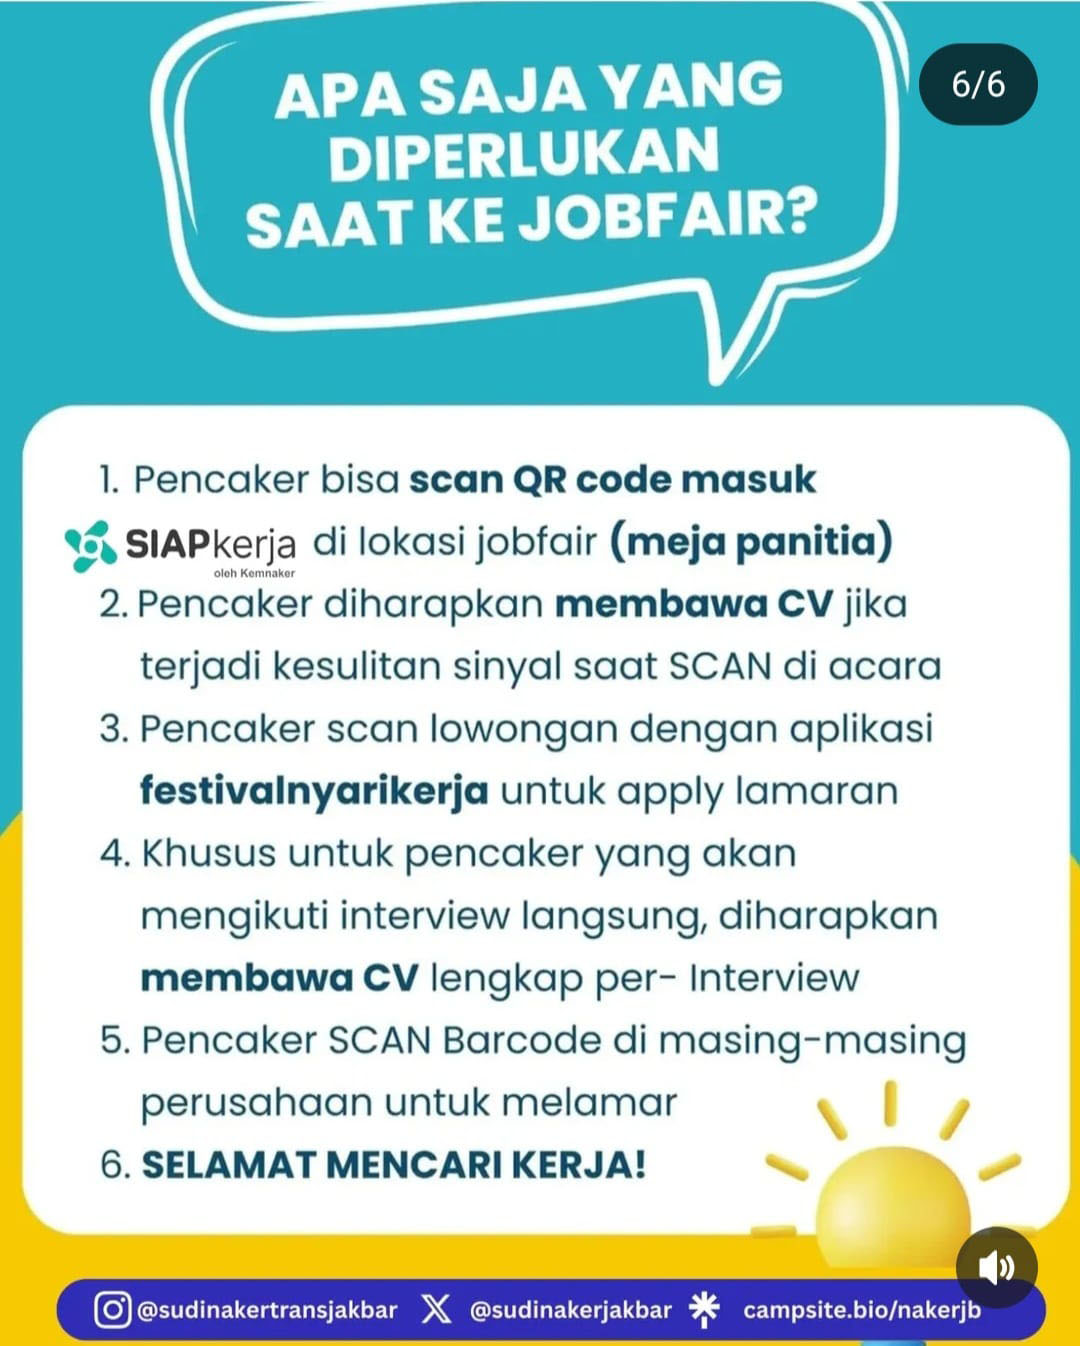 APA SAJA YANG
DIPERLUKAN
SAAT KE JOBFAIR?
6/6
1. Pencaker bisa scan QR code masuk
SIAPkerja di lokasi jobfair (meja panitia)
oleh Kemnaker
2. Pencaker diharapkan membawa CV jika
terjadi kesulitan sinyal saat SCAN di acara
3. Pencaker scan lowongan dengan aplikasi
festivalnyarikerja untuk apply lamaran
4. Khusus untuk pencaker yang akan
mengikuti interview langsung, diharapkan
membawa CV lengkap per- Interview
5. Pencaker SCAN Barcode di masing-masing
perusahaan untuk melamar
6. SELAMAT MENCARI KERJA!
@sudinakertransjakbar X @sudinakerjakbar campsite.bio/nakerjb